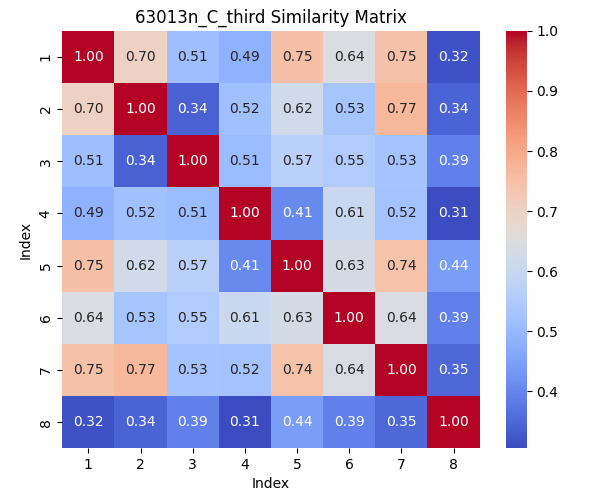 63013n_C_third Similarity Matrix
1 1.00 0.70 0.51 0.49 0.75 0.64 0.75 0.32
2 0.70 1.00 0.34 0.52 0.62 0.53 0.77 0.34
3 0.51 0.34 1.00 0.51 0.57 0.55 0.53 0.39
4 0.49 0.52 0.51 1.00 0.41 0.61 0.52 0.31
5 0.75 0.62 0.57 0.41 1.00 0.63 0.74 0.44
6 0.64 0.53 0.55 0.61 0.63 1.00 0.64 0.39
7 0.75 0.77 0.53 0.52 0.74 0.64 1.00 0.35
8 0.32 0.34 0.39 0.31 0.44 0.39 0.35 1.00
1 2 3 4 5 6 7 8
Index
Index
1.0
0.9
0.8
0.7
0.6
0.5
0.4